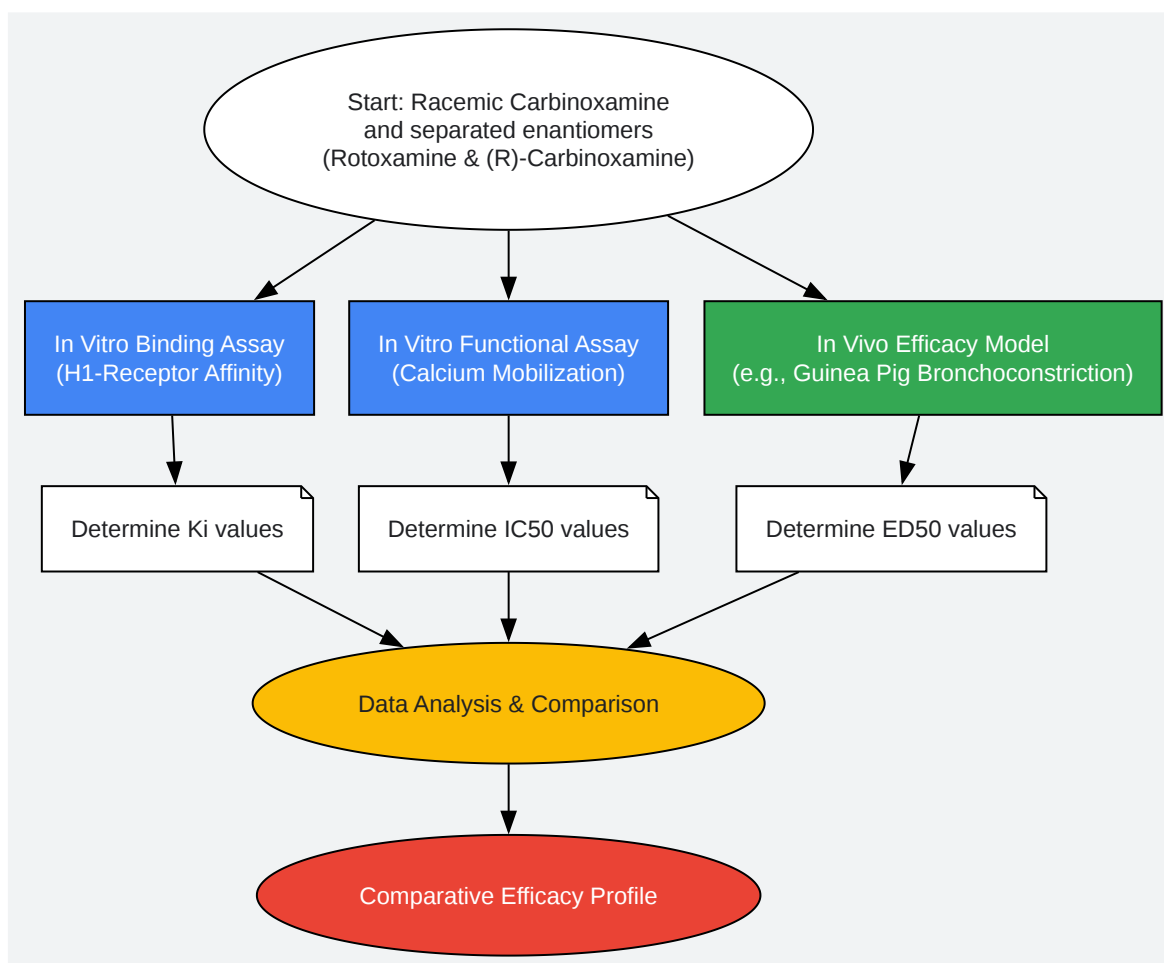 Start: Racemic Carbinoxamine
and separated enantiomers
(Rotoxamine & (R)-Carbinoxamine)
In Vitro Binding Assay
(H1-Receptor Affinity)
In Vitro Functional Assay
(Calcium Mobilization)
In Vivo Efficacy Model
(e.g., Guinea Pig Bronchoconstriction)
Determine Ki values
Determine IC50 values
Determine ED50 values
Data Analysis & Comparison
Comparative Efficacy Profile